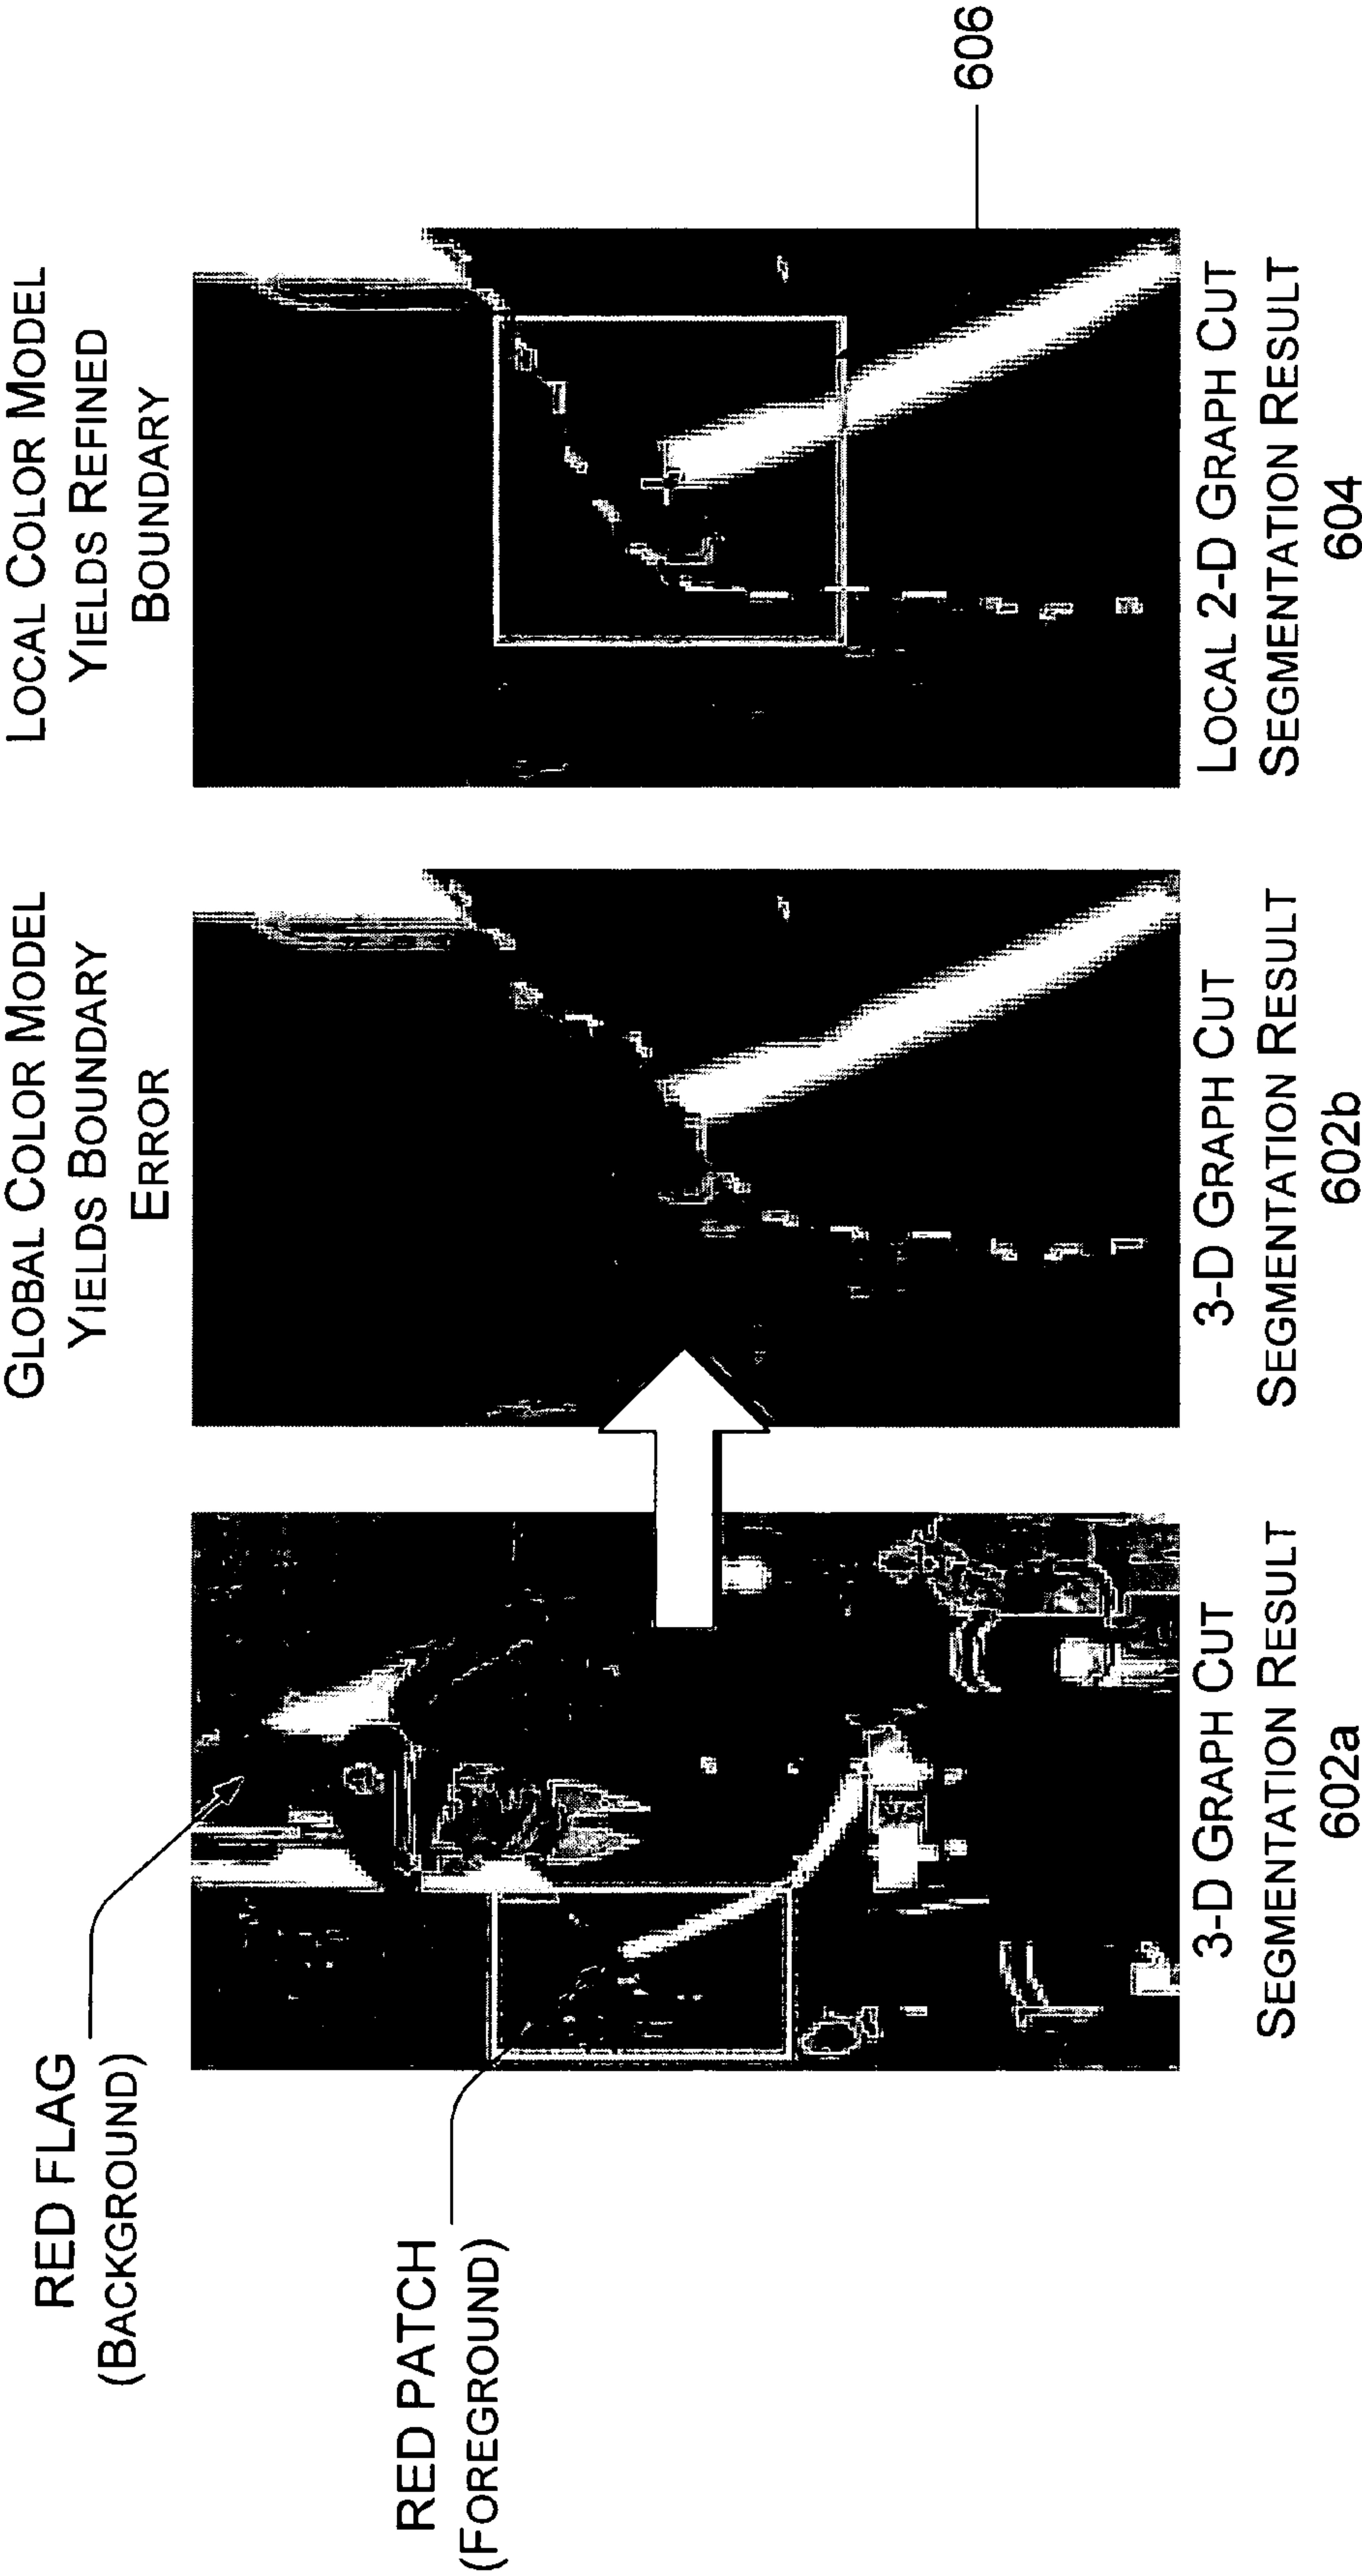 RED FLAG
(BACKGROUND)
RED PATCH
(FOREGROUND)
GLOBAL COLOR MODEL
YIELDS BOUNDARY
ERROR
LOCAL COLOR MODEL
YIELDS REFINED
BOUNDARY
606
3-D GRAPH CUT
SEGMENTATION RESULT
602a
3-D GRAPH CUT
SEGMENTATION RESULT
602b
LOCAL 2-D GRAPH CUT
SEGMENTATION RESULT
604